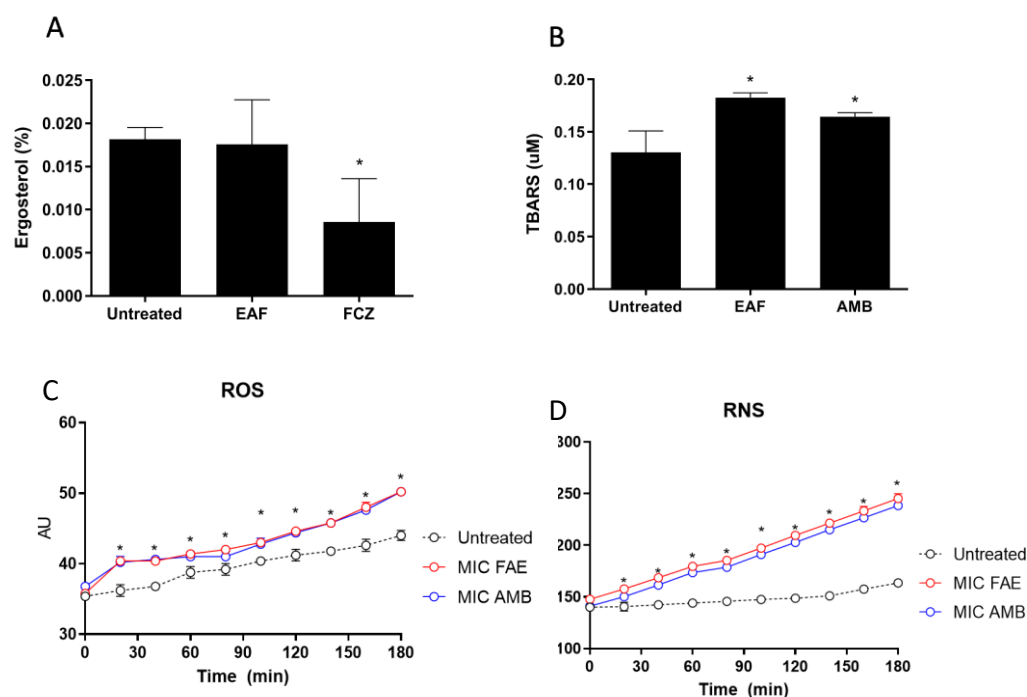 A
Ergosterol (%)
0.025
0.020
0.015
0.010
0.005
0.000
*
Untreated EAF FCZ
B
TBARS (uM)
0.20
0.15
0.10
0.05
0.00
* *
Untreated EAF AMB
C
ROS
AU
60
50
40
30
* * * * * * * * *
0 30 60 90 120 150 180
Time (min)
Untreated
MIC FAE
MIC AMB
D
RNS
300
250
200
150
100
* * * * * * * * *
0 30 60 90 120 150 180
Time (min)
Untreated
MIC FAE
MIC AMB